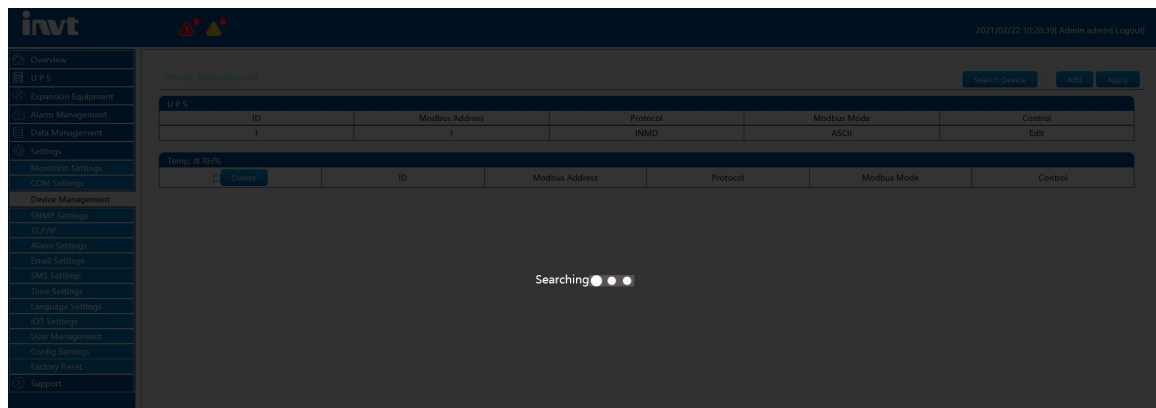 invt
0 0
2021/02/22 10:28:39| Admin admin| Logout|
Overview
UPS
Expansion Equipment
Alarm Management
Data Management
Settings
Monitorin Settings
COM Settings
Device Management
SNMP Settings
TCP/IP
Alarm Settings
Email Settings
SMS Settings
Time Settings
Language Settings
IOT Settings
User Management
Config Settings
Factory Reset
Support
Device Management
Search Device Add Apply
UPS
ID Modbus Address Protocol Modbus Mode Control
1 1 INMD ASCII Edit
Temp. & RH%
Delete ID Modbus Address Protocol Modbus Mode Control
Searching